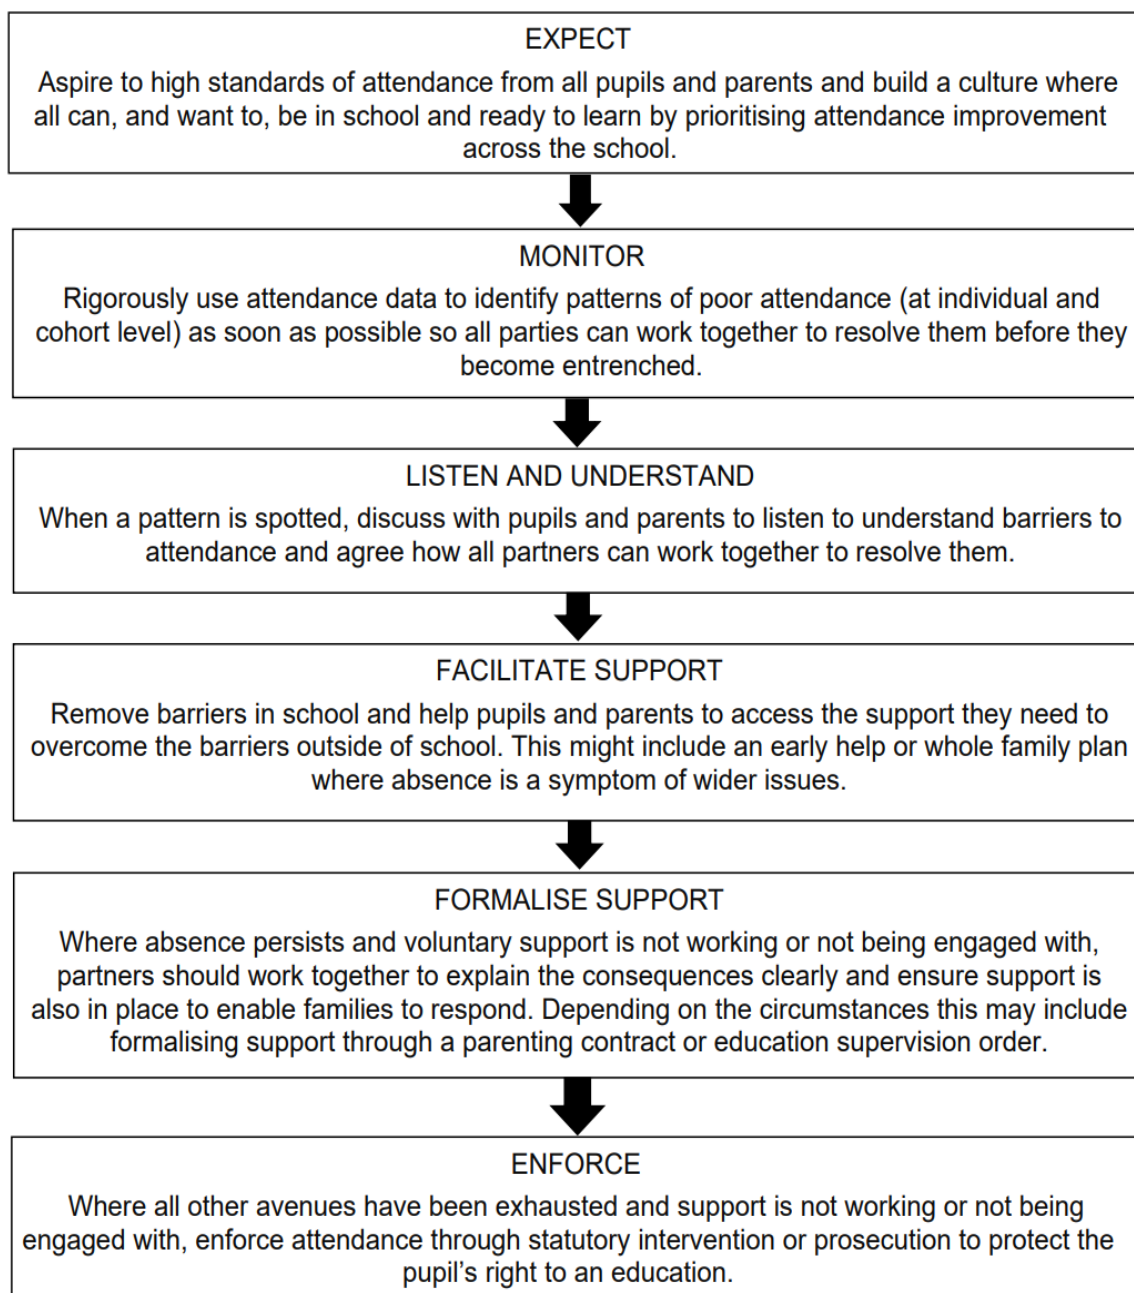 EXPECT
Aspire to high standards of attendance from all pupils and parents and build a culture where
all can, and want to, be in school and ready to learn by prioritising attendance improvement
across the school.
MONITOR
Rigorously use attendance data to identify patterns of poor attendance (at individual and
cohort level) as soon as possible so all parties can work together to resolve them before they
become entrenched.
LISTEN AND UNDERSTAND
When a pattern is spotted, discuss with pupils and parents to listen to understand barriers to
attendance and agree how all partners can work together to resolve them.
FACILITATE SUPPORT
Remove barriers in school and help pupils and parents to access the support they need to
overcome the barriers outside of school. This might include an early help or whole family plan
where absence is a symptom of wider issues.
FORMALISE SUPPORT
Where absence persists and voluntary support is not working or not being engaged with,
partners should work together to explain the consequences clearly and ensure support is
also in place to enable families to respond. Depending on the circumstances this may include
formalising support through a parenting contract or education supervision order.
ENFORCE
Where all other avenues have been exhausted and support is not working or not being
engaged with, enforce attendance through statutory intervention or prosecution to protect the
pupil's right to an education.